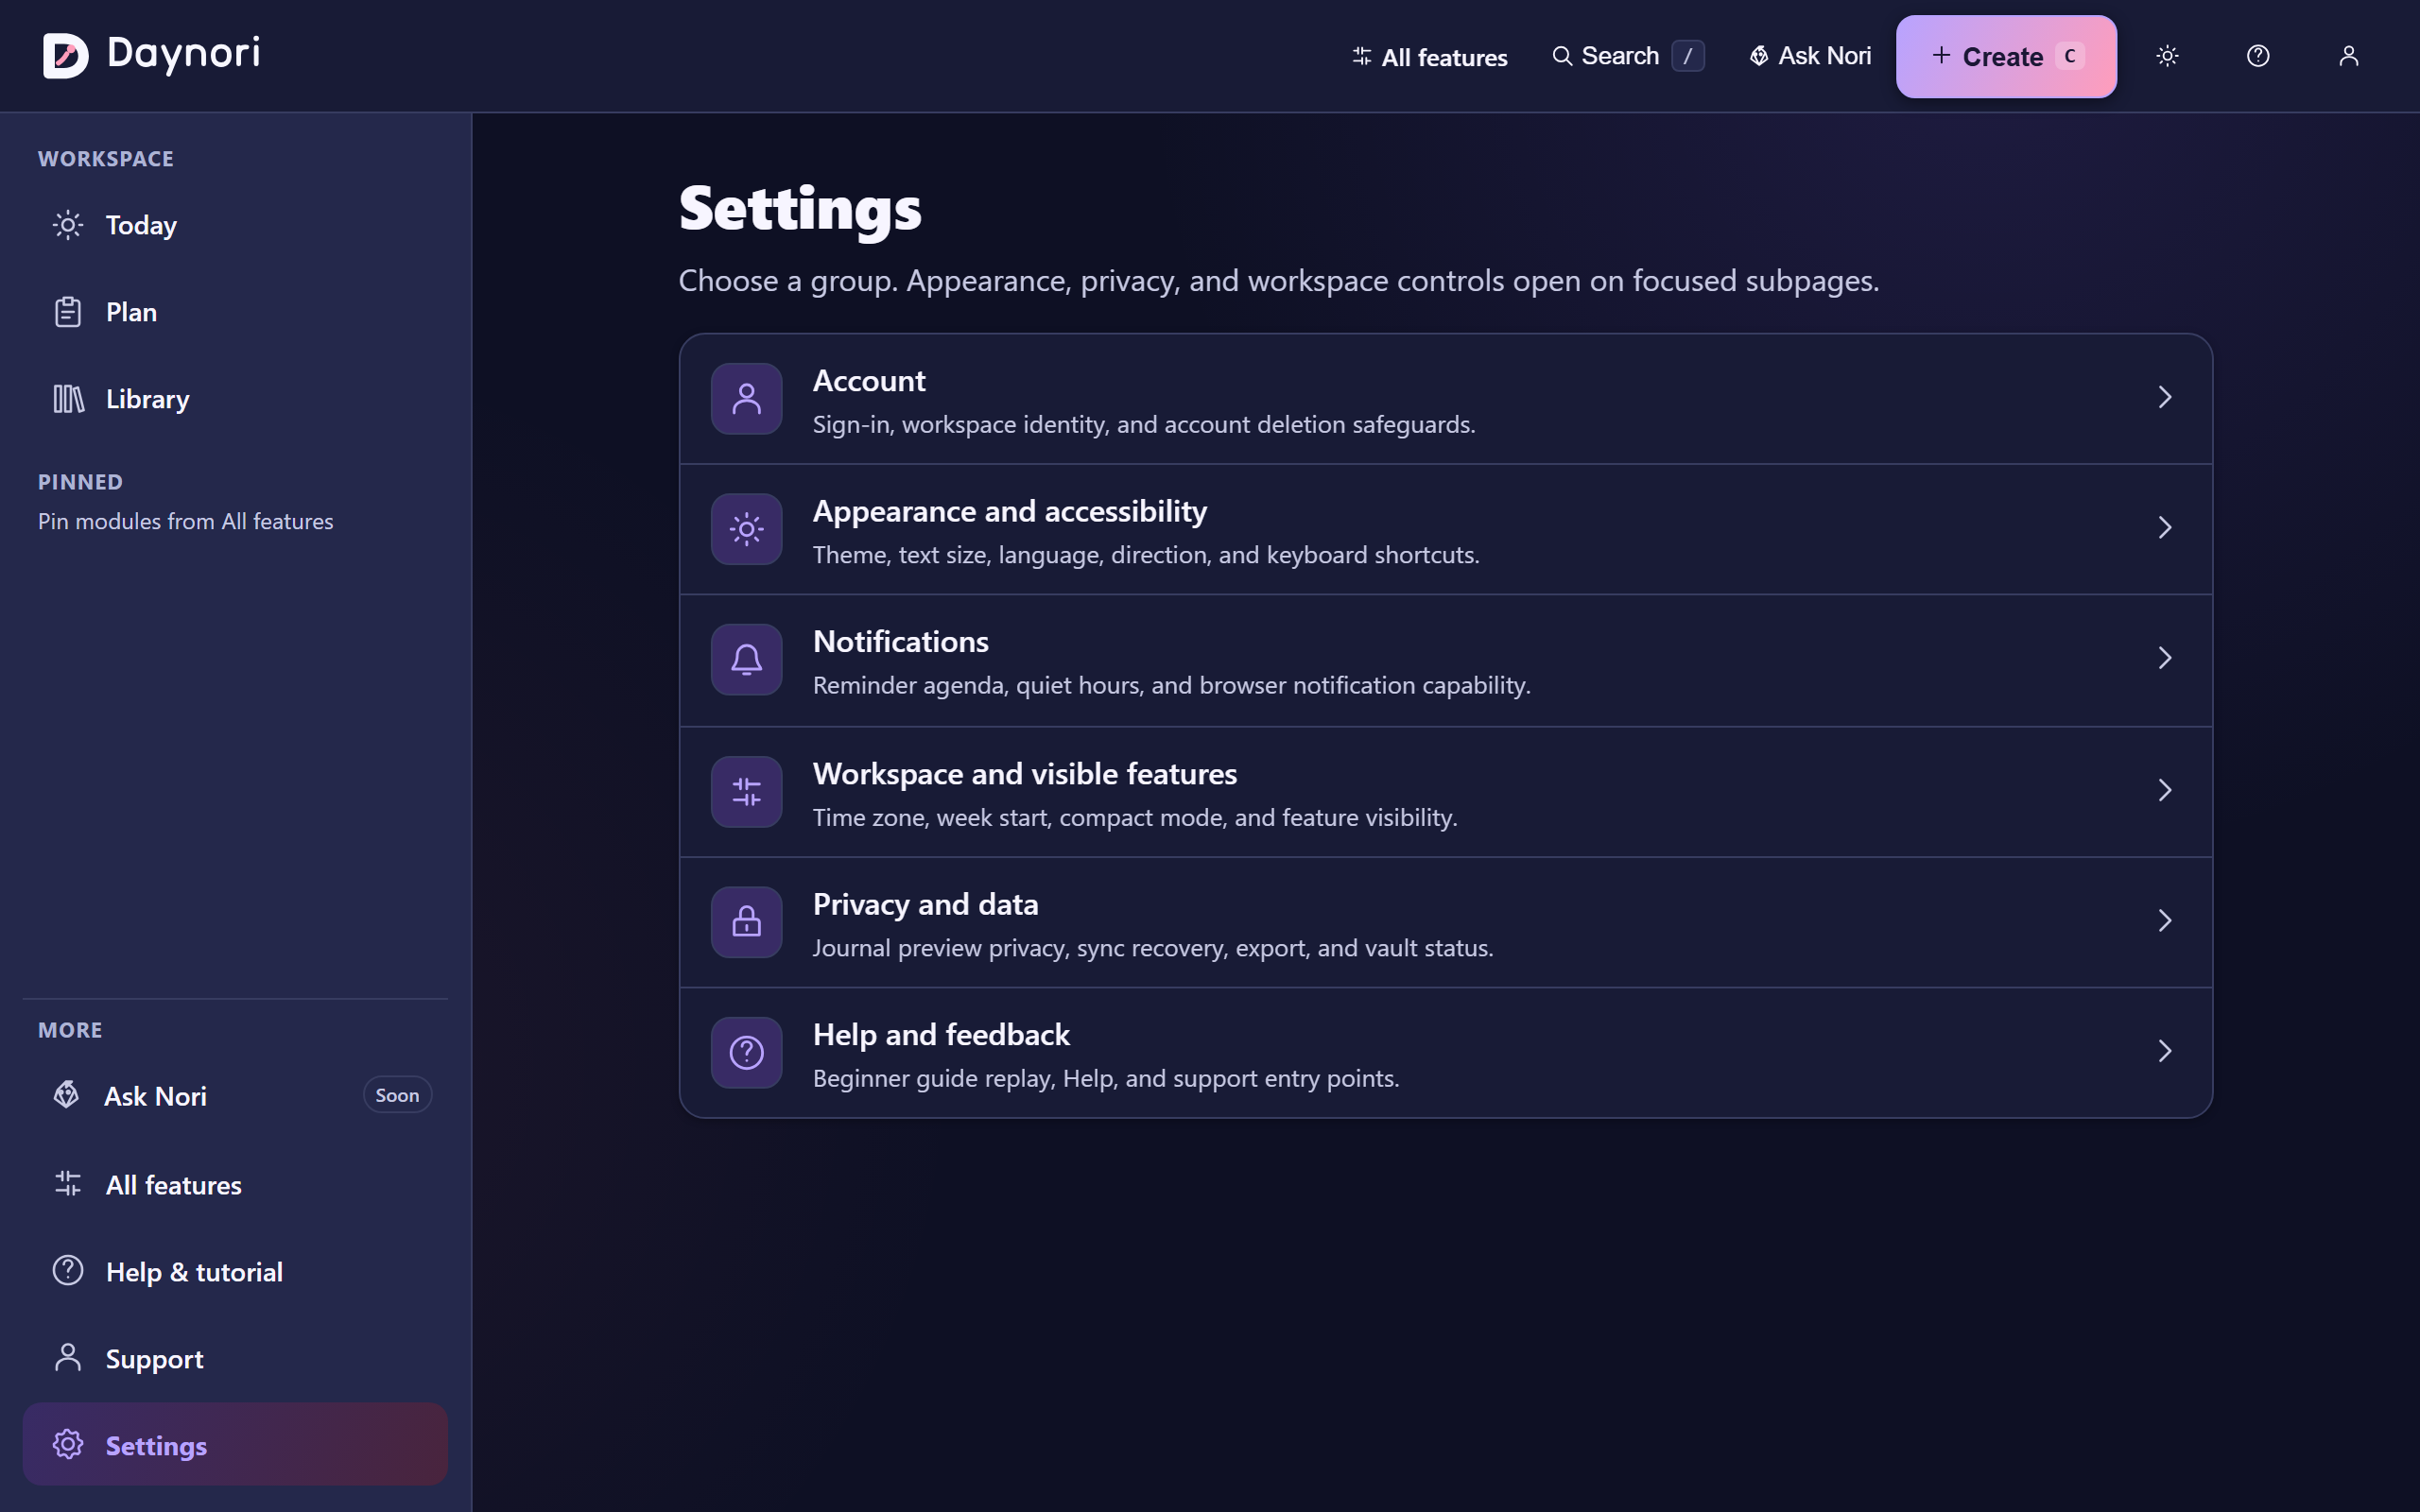 Daynori
All features
Search /
Ask Nori
+ Create C
WORKSPACE
Today
Plan
Library
PINNED
Pin modules from All features
MORE
Ask Nori
Soon
All features
Help & tutorial
Support
Settings
Settings
Choose a group. Appearance, privacy, and workspace controls open on focused subpages.
Account
Sign-in, workspace identity, and account deletion safeguards.
Appearance and accessibility
Theme, text size, language, direction, and keyboard shortcuts.
Notifications
Reminder agenda, quiet hours, and browser notification capability.
Workspace and visible features
Time zone, week start, compact mode, and feature visibility.
Privacy and data
Journal preview privacy, sync recovery, export, and vault status.
Help and feedback
Beginner guide replay, Help, and support entry points.